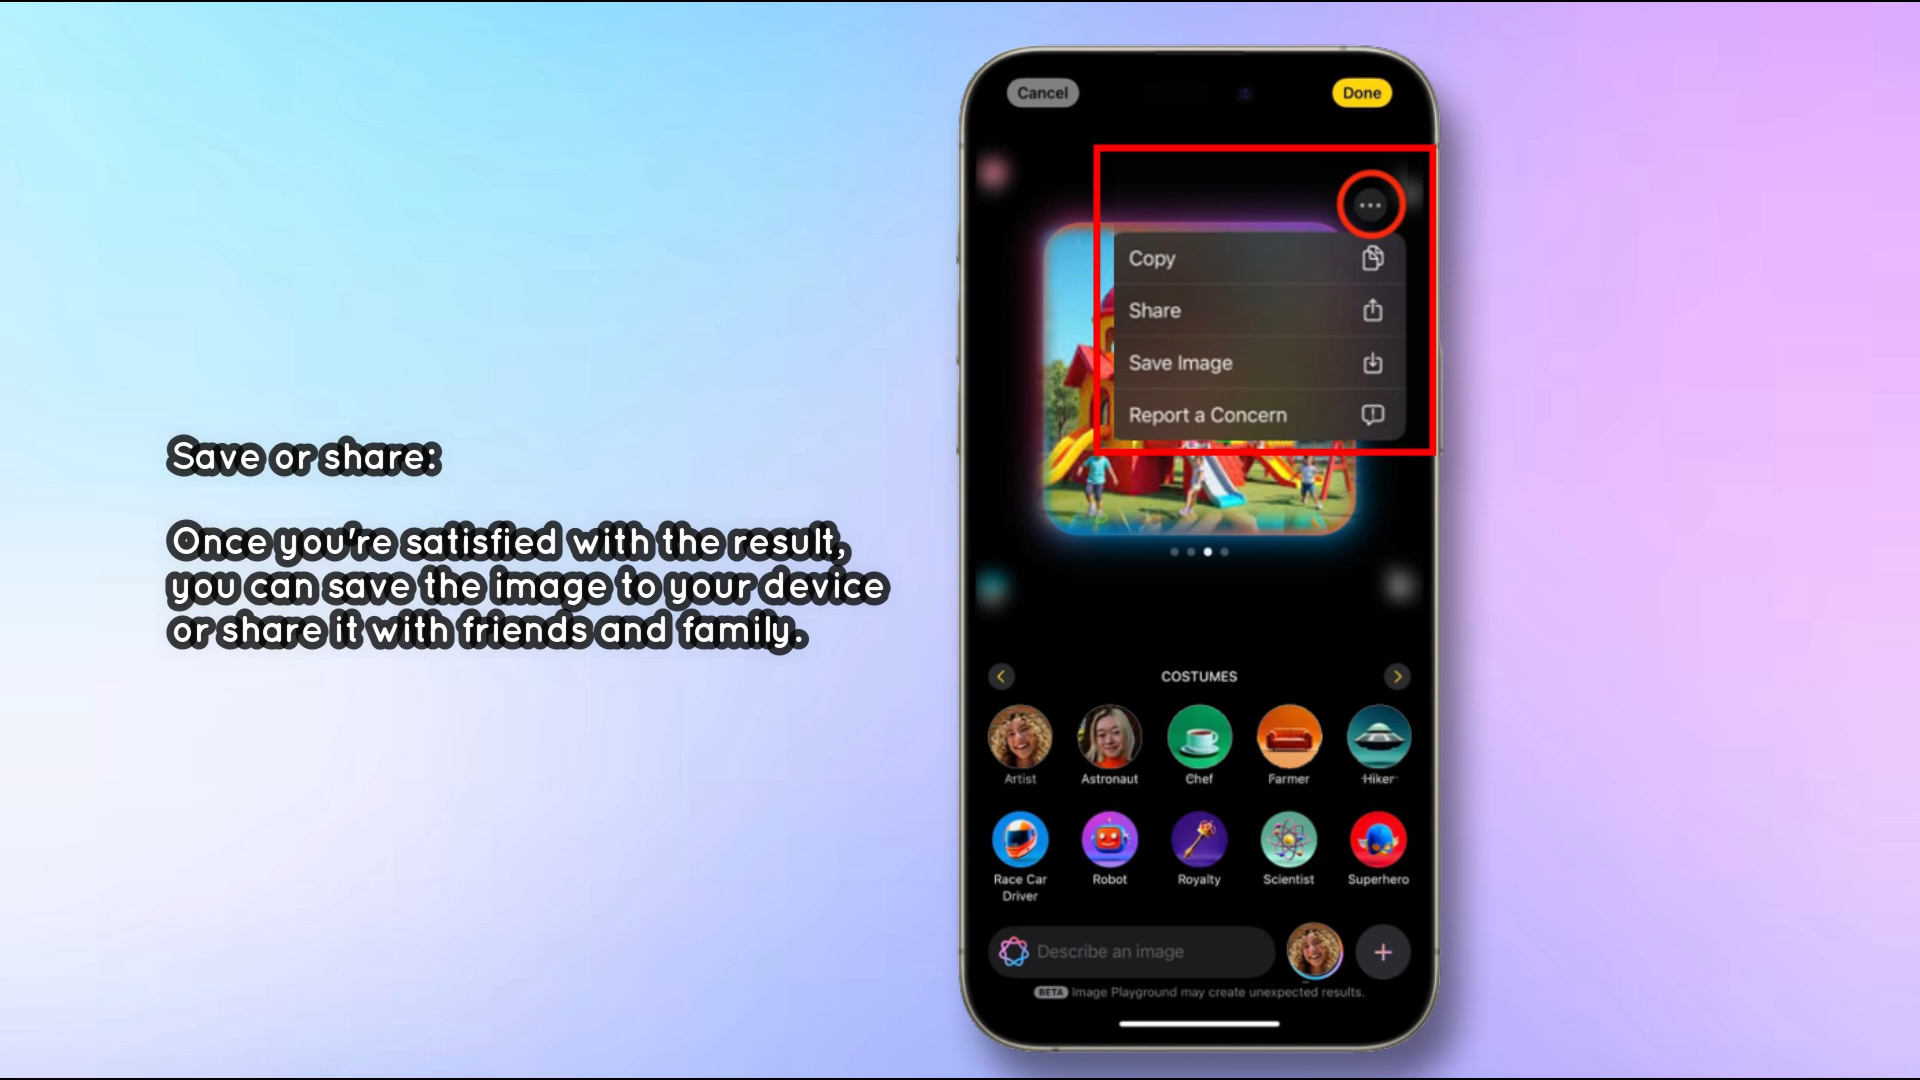 Save or share:
Once you're satisfied with the result,
you can save the image to your device
or share it with friends and family.
Cancel
Done
Copy
Share
Save Image
Report a Concern
COSTUMES
Artist
Astronaut
Chef
Farmer
Hiker
Race Car
Driver
Robot
Royalty
Scientist
Superhero
Describe an image
BETA Image Playground may create unexpected results.